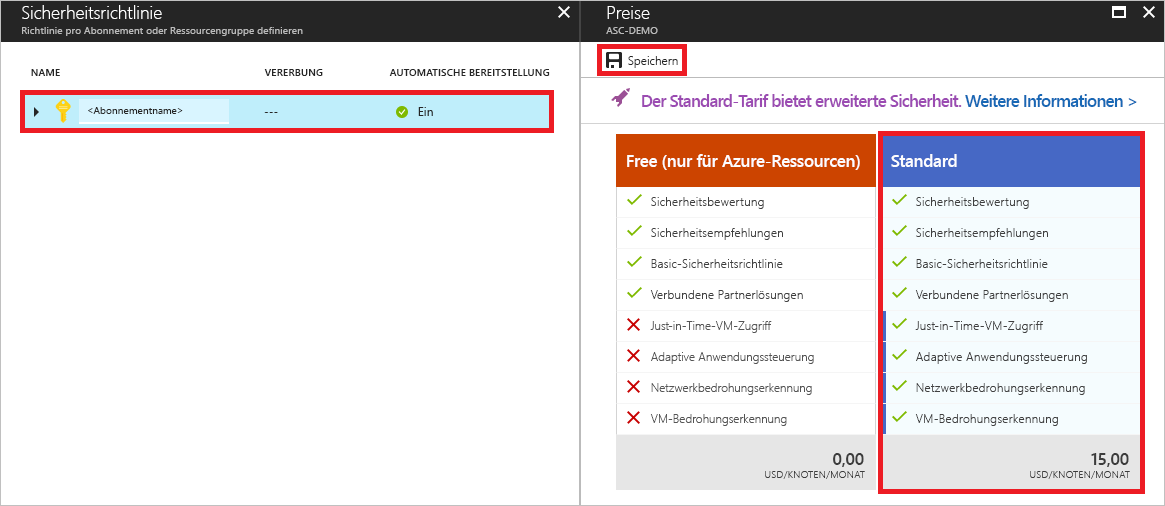 Sicherheitsrichtlinie
Richtlinie pro Abonnement oder Ressourcengruppe definieren
NAME VERERBUNG AUTOMATISCHE BEREITSTELLUNG
<Abonnementname> --- Ein
Preise
ASC-DEMO
Speichern
Der Standard-Tarif bietet erweiterte Sicherheit. Weitere Informationen >
Free (nur für Azure-Ressourcen)
Sicherheitsbewertung
Sicherheitsempfehlungen
Basic-Sicherheitsrichtlinie
Verbundene Partnerlösungen
Just-in-Time-VM-Zugriff
Adaptive Anwendungssteuerung
Netzwerkbedrohungserkennung
VM-Bedrohungserkennung
0,00
USD/KNOTEN/MONAT
Standard
Sicherheitsbewertung
Sicherheitsempfehlungen
Basic-Sicherheitsrichtlinie
Verbundene Partnerlösungen
Just-in-Time-VM-Zugriff
Adaptive Anwendungssteuerung
Netzwerkbedrohungserkennung
VM-Bedrohungserkennung
15,00
USD/KNOTEN/MONAT